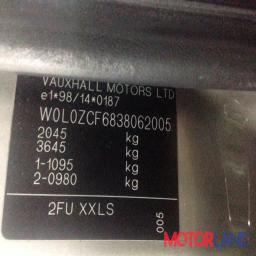 VAUXHALL MOTORS LTD
e1*98/14*0187
W0L0ZCF6838062005
2045 kg
3645 kg
1-1095 kg
2-0980 kg
2FU XXLS
005
MOTORLAND